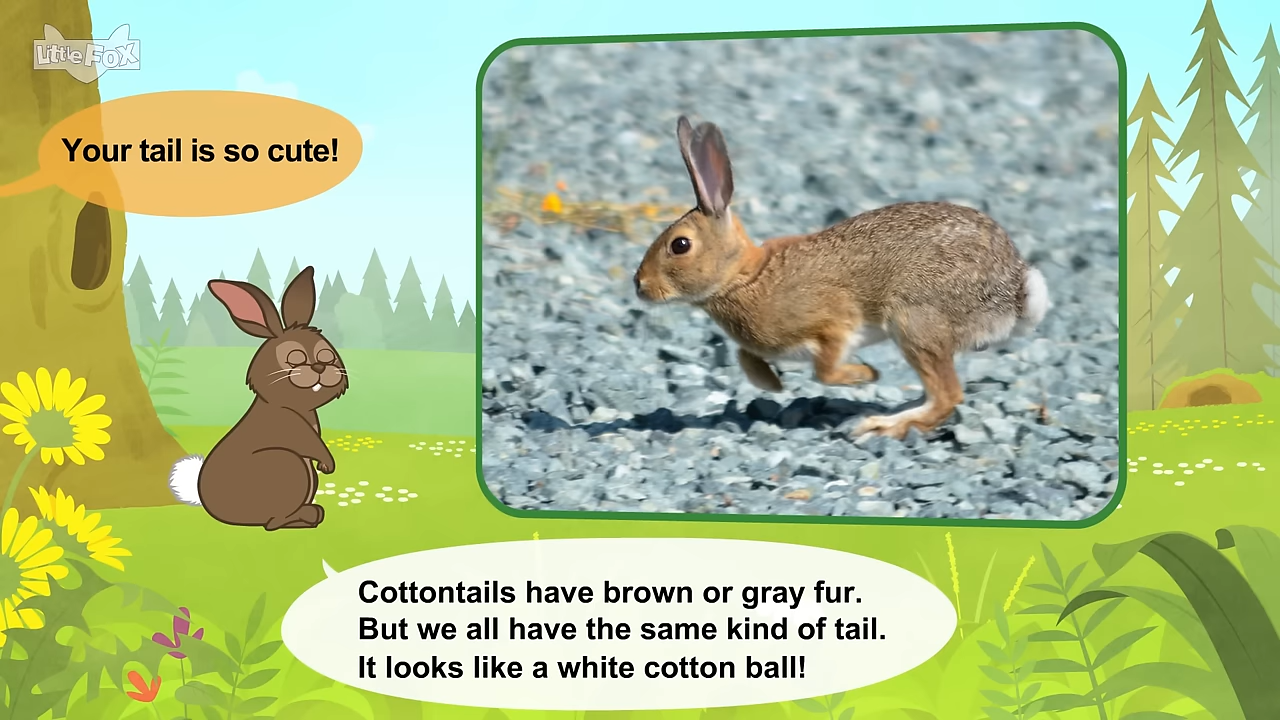 Little Fox
Your tail is so cute!
Cottontails have brown or gray fur.
But we all have the same kind of tail.
It looks like a white cotton ball!